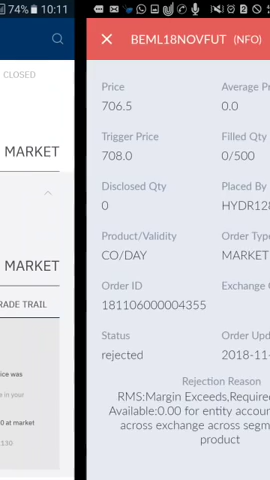 74% 10:11
CLOSED
MARKET
MARKET
RADE TRAIL
ice was
s in your
0 at market
130
BEML18NOVFUT (NFO)
Price Average P
706.5 0.0
Trigger Price Filled Qty
708.0 0/500
Disclosed Qty Placed By
0 HYDR128
Product/Validity Order Type
CO/DAY MARKET
Order ID Exchange
181106000004355
Status Order Upd
rejected 2018-11-
Rejection Reason
RMS:Margin Exceeds,Required
Available:0.00 for entity accou
across exchange across segm
product